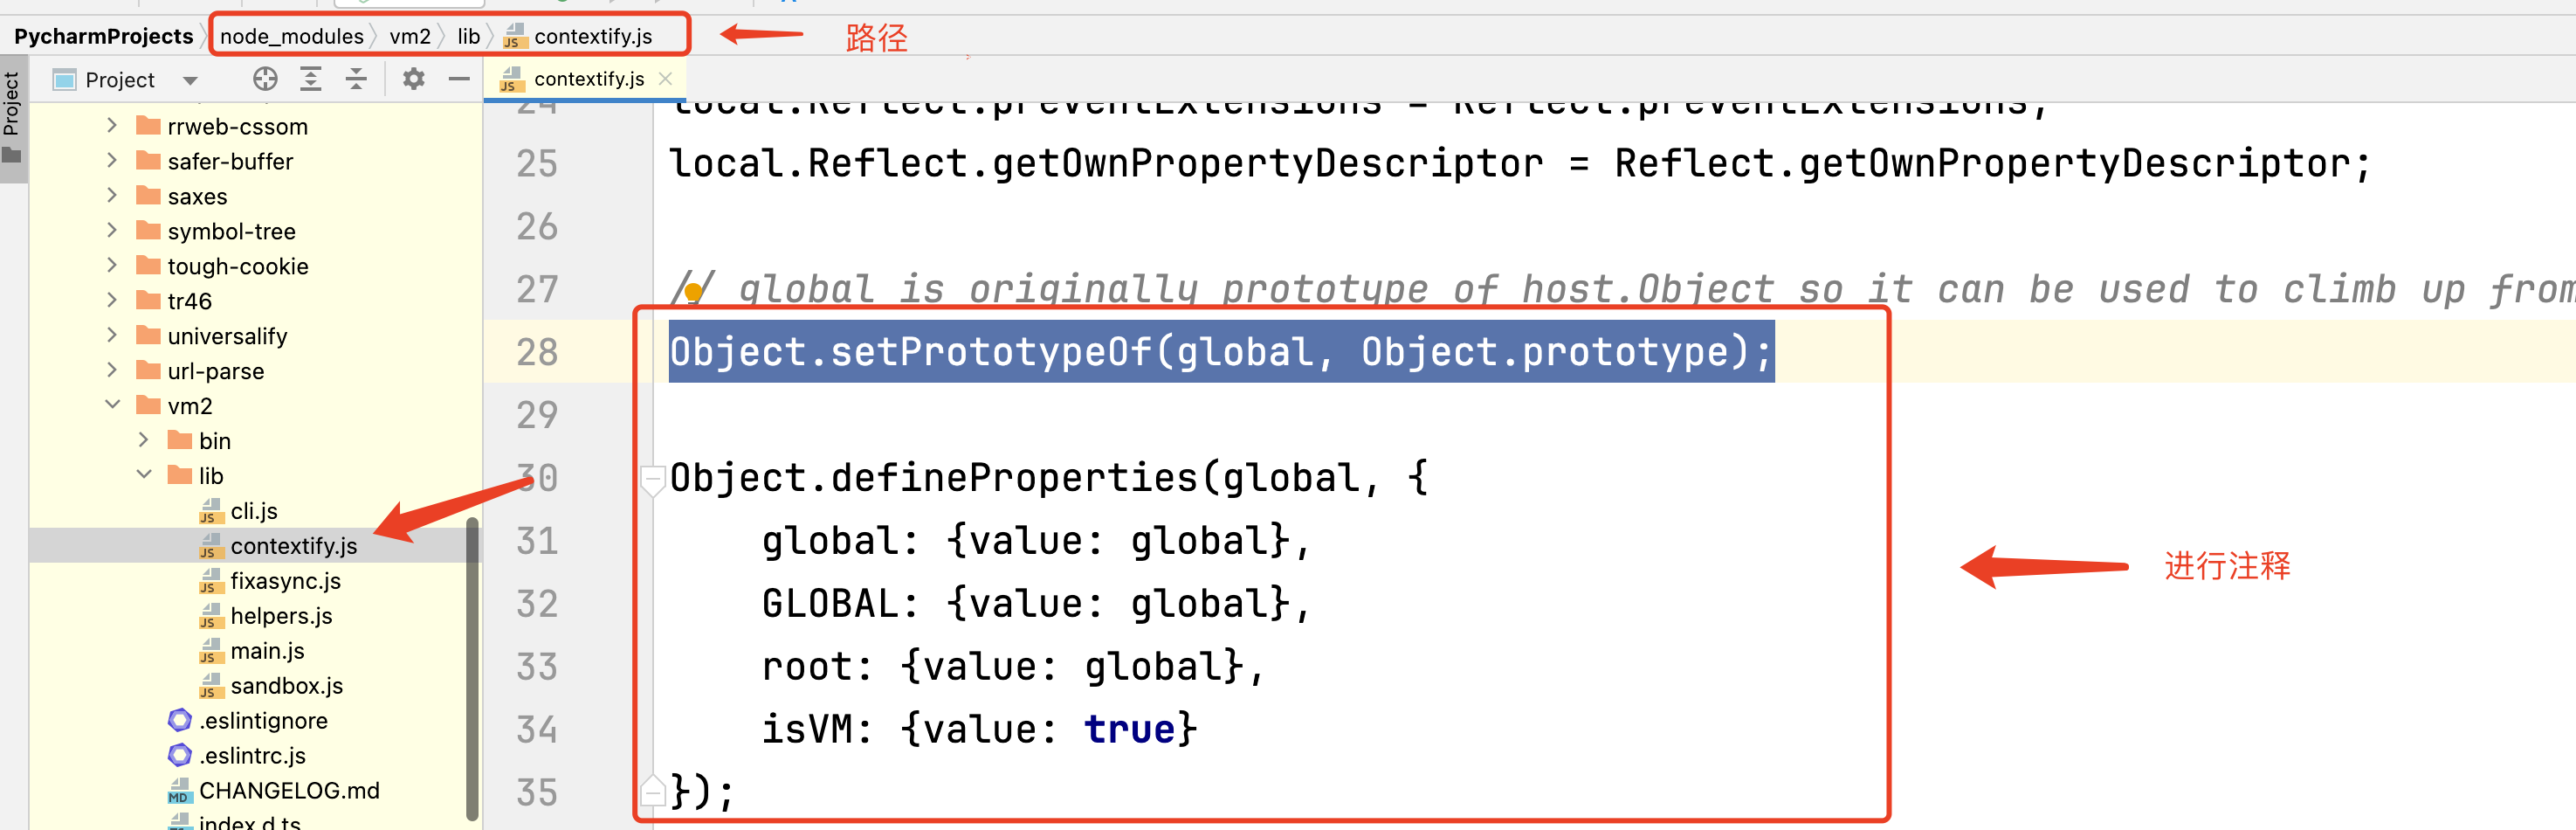 PycharmProjects node_modules vm2 lib contextify.js
路径
Project
Project
contextify.js
rrweb-cssom
safer-buffer
saxes
symbol-tree
tough-cookie
tr46
universalify
url-parse
vm2
bin
lib
cli.js
contextify.js
fixasync.js
helpers.js
main.js
sandbox.js
.eslintignore
.eslintrc.js
CHANGELOG.md
index.d.ts
24 local.Reflect.preventExtensions = Reflect.preventExtensions;
25 local.Reflect.getOwnPropertyDescriptor = Reflect.getOwnPropertyDescriptor;
26
27 // global is originally prototype of host.Object so it can be used to climb up from
28 Object.setPrototypeOf(global, Object.prototype);
29
30 Object.defineProperties(global, {
31 global: {value: global},
32 GLOBAL: {value: global},
33 root: {value: global},
34 isVM: {value: true}
35 });
进行注释